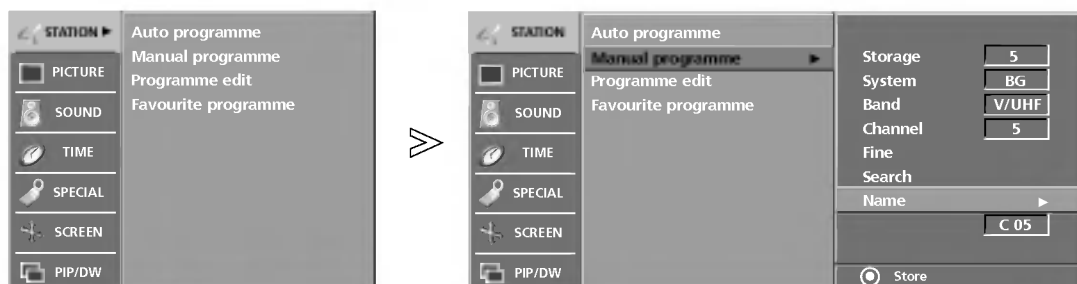 STATION
PICTURE
SOUND
TIME
SPECIAL
SCREEN
PIP/DW
Auto programme
Manual programme
Programme edit
Favourite programme
STATION
PICTURE
SOUND
TIME
SPECIAL
SCREEN
PIP/DW
Auto programme
Manual programme
Programme edit
Favourite programme
Storage 5
System BG
Band V/UHF
Channel 5
Fine
Search
Name
C 05
Store